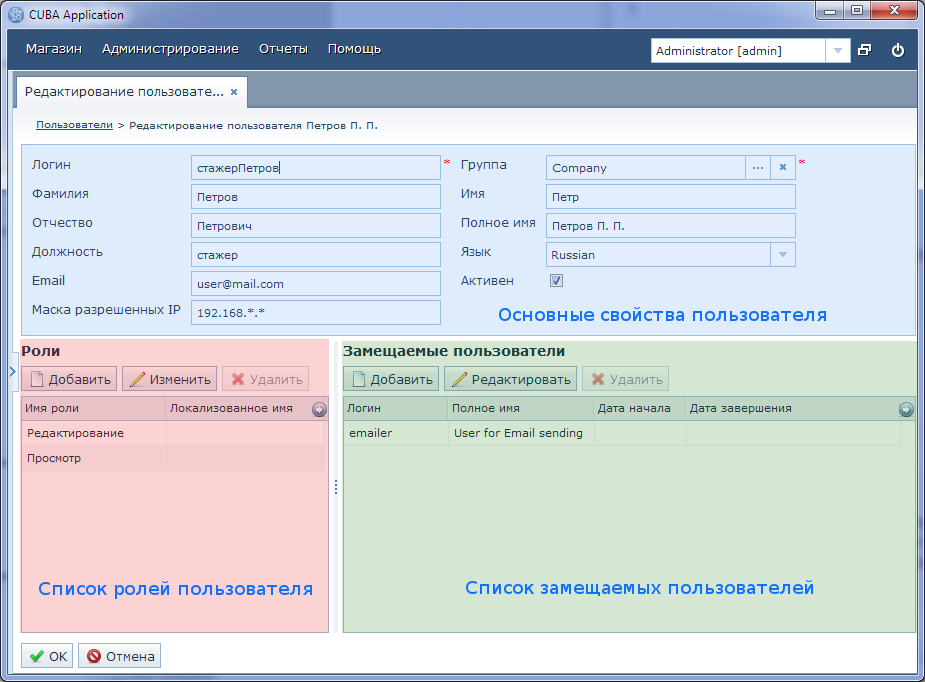 CUBA Application
Магазин Администрирование Отчеты Помощь Administrator [admin]
Редактирование пользовате...
Пользователи > Редактирование пользователя Петров П. П.
Логин стажерПетров * Группа Company ... *
Фамилия Петров Имя Петр
Отчество Петрович Полное имя Петров П. П.
Должность стажер Язык Russian
Email user@mail.com Активен
Маска разрешенных IP 192.168.*.*
Основные свойства пользователя
Роли Замещаемые пользователи
Добавить Изменить Удалить Добавить Редактировать Удалить
Имя роли Локализованное имя Логин Полное имя Дата начала Дата завершения
Редактирование emailer User for Email sending
Просмотр
Список ролей пользователя Список замещаемых пользователей
OK Отмена